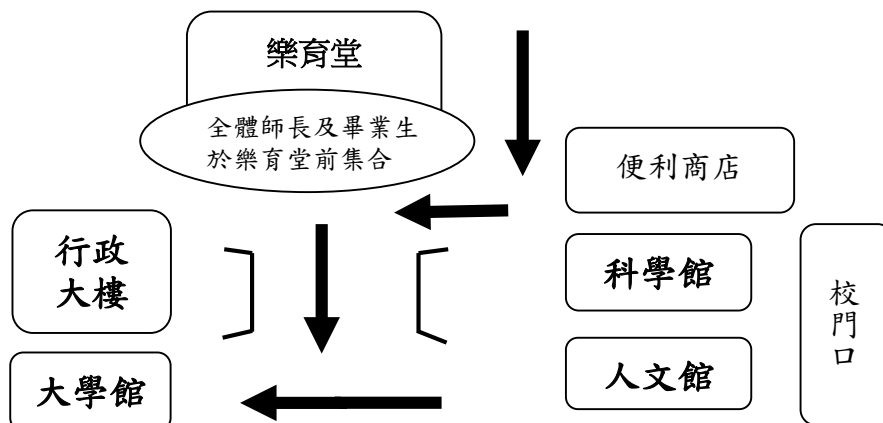 樂育堂
全體師長及畢業生
於樂育堂前集合
便利商店
行政
大樓
科學館
校
門
口
大學館
人文館